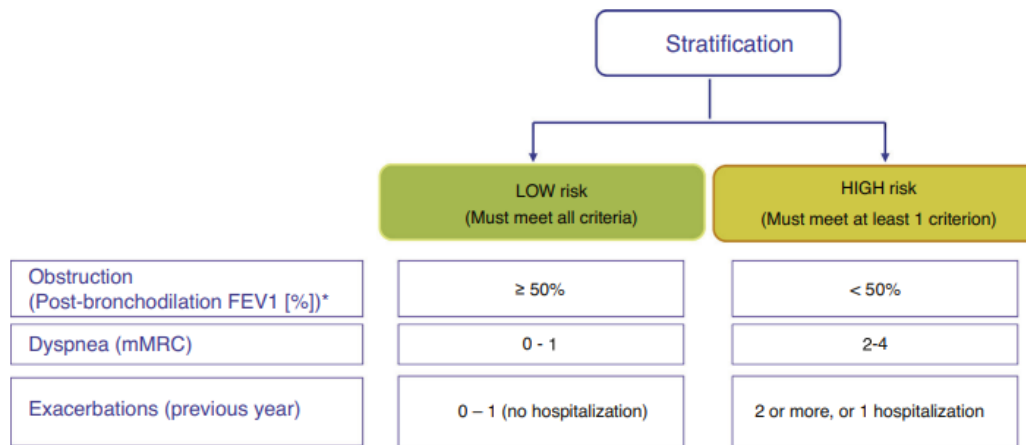 Stratification
LOW risk
(Must meet all criteria)
HIGH risk
(Must meet at least 1 criterion)
Obstruction
(Post-bronchodilation FEV1 [%])*
≥ 50%
< 50%
Dyspnea (mMRC)
0 - 1
2-4
Exacerbations (previous year)
0 – 1 (no hospitalization)
2 or more, or 1 hospitalization